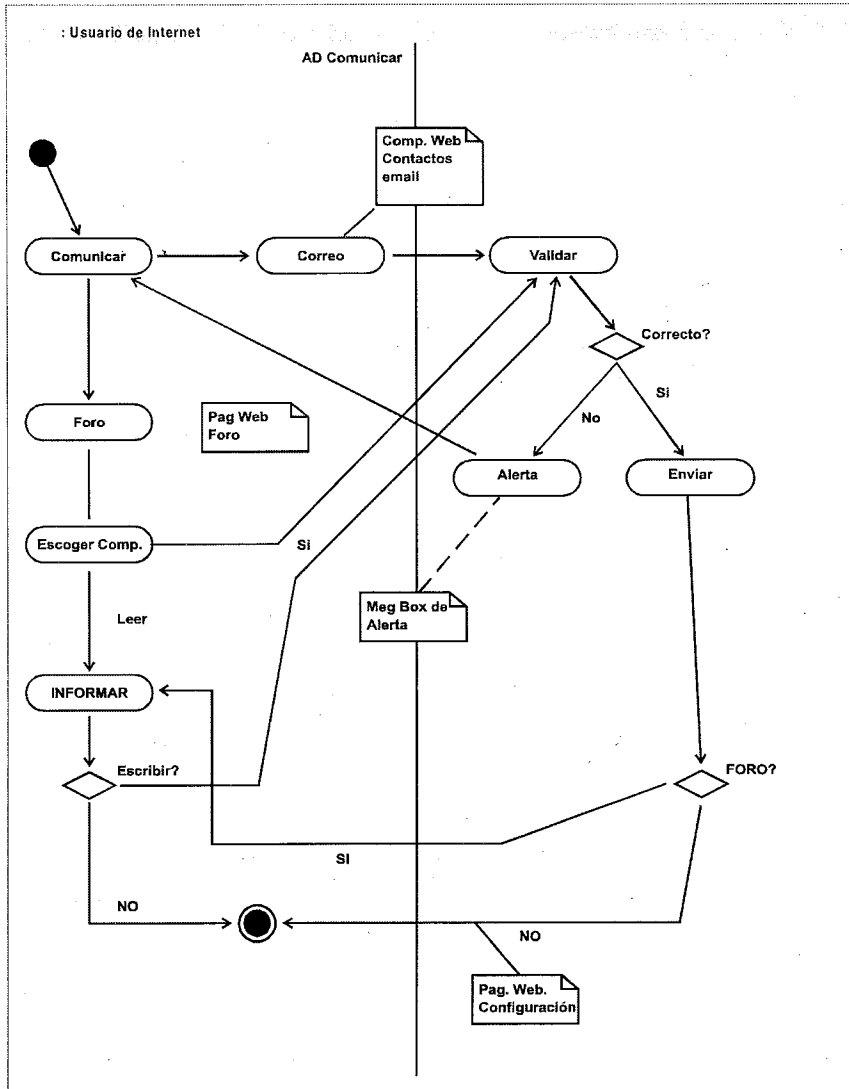 : Usuario de Internet
AD Comunicar
Comp. Web
Contactos
email
Comunicar
Correo
Validar
Correcto?
Si
No
Foro
Pag Web
Foro
Alerta
Enviar
Escoger Comp.
Si
Meg Box de
Alerta
Leer
INFORMAR
Escribir?
FORO?
SI
NO
NO
Pag. Web.
Configuración